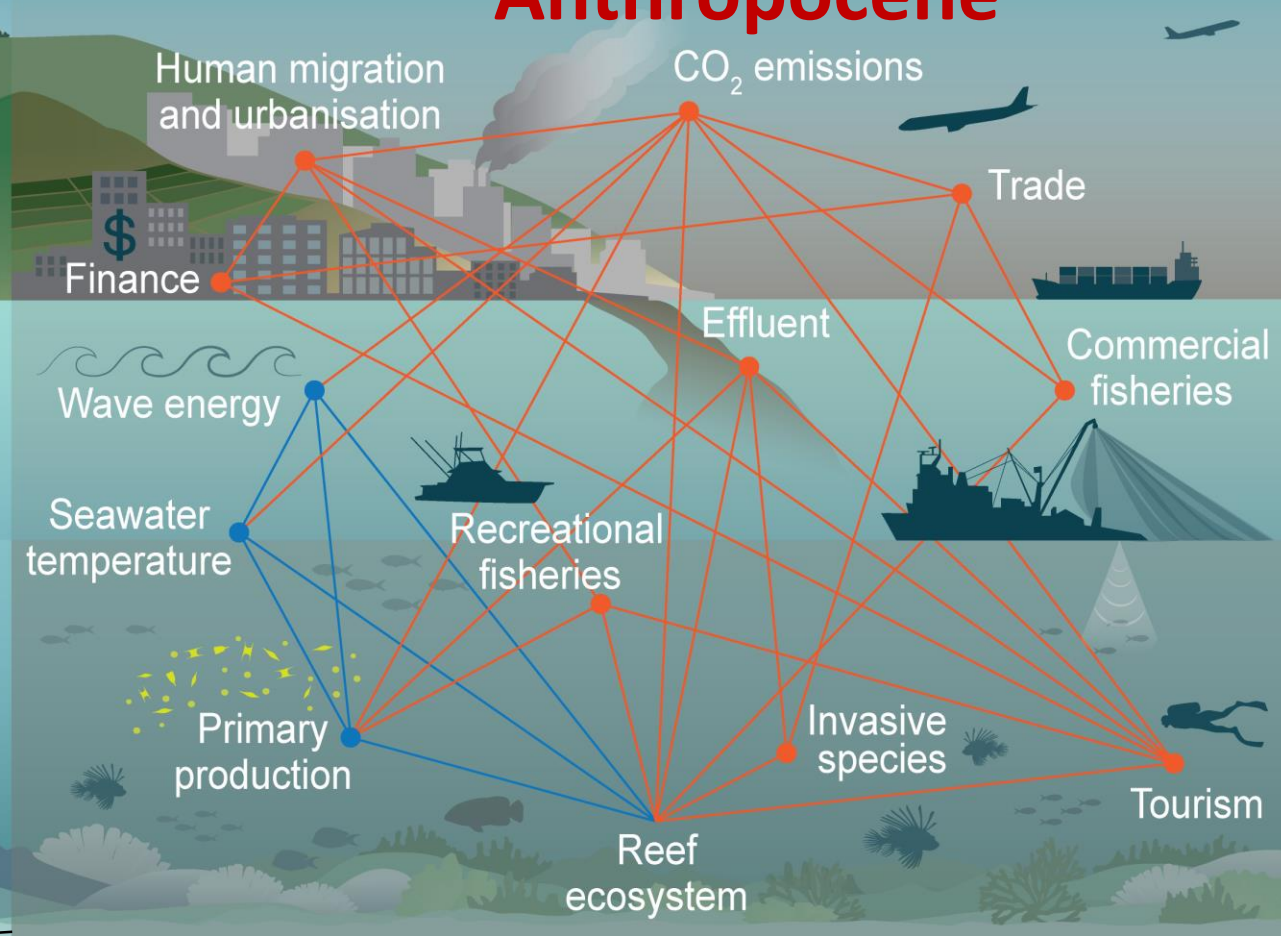 Anthropocene
Human migration
and urbanisation
CO₂ emissions
Trade
$
Finance
Effluent
Commercial
fisheries
Wave energy
Seawater
temperature
Recreational
fisheries
Primary
production
Invasive
species
Tourism
Reef
ecosystem